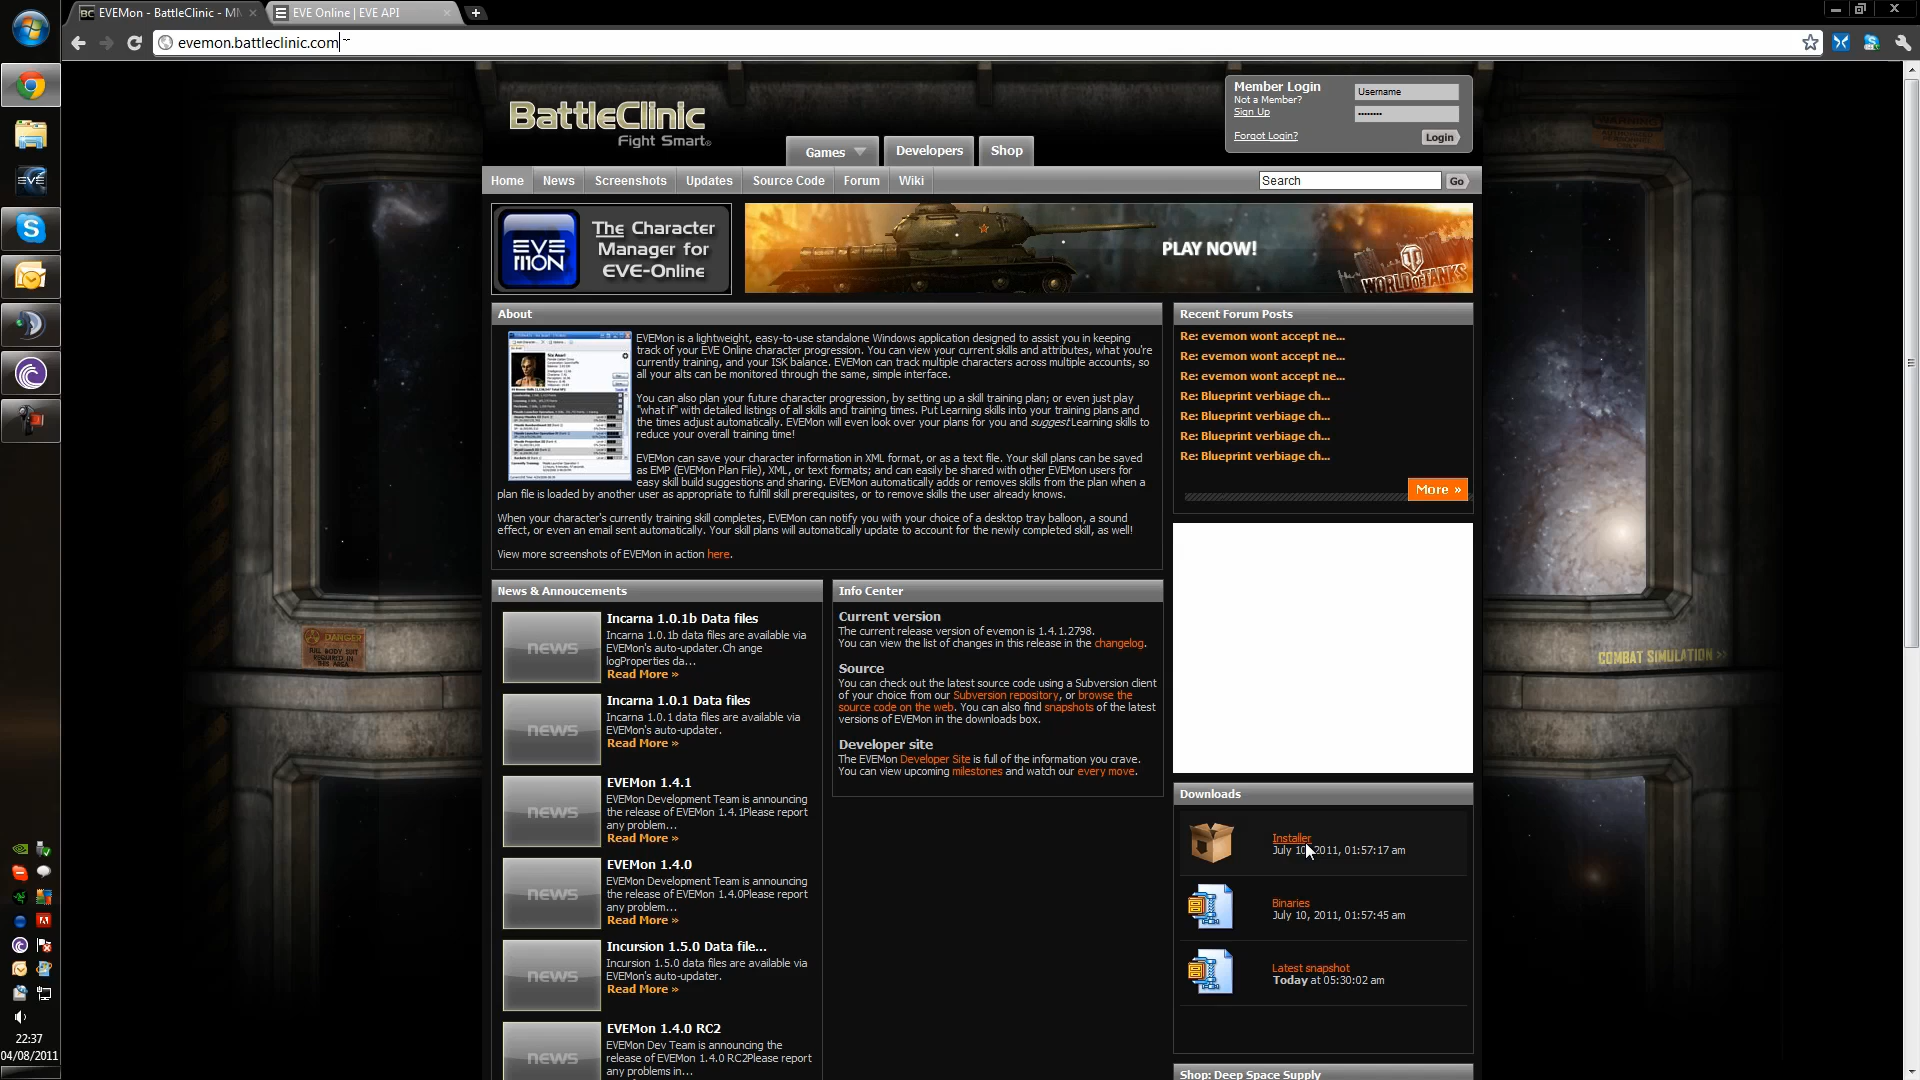 EVEMon - BattleClinic - MM
EVE Online | EVE API
evemon.battleclinic.com
BattleClinic
Fight Smart.
Member Login
Not a Member?
Sign Up
Forgot Login?
Username
••••••••
Login
Games
Developers
Shop
Home
News
Screenshots
Updates
Source Code
Forum
Wiki
Search
Go
EVE
MON
The Character
Manager for
EVE-Online
PLAY NOW!
WORLD OF TANKS
About
EVEMon is a lightweight, easy-to-use standalone Windows application designed to assist you in keeping
track of your EVE Online character progression. You can view your current skills and attributes, what you're
currently training, and your ISK balance. EVEMon can track multiple characters across multiple accounts, so
all your alts can be monitored through the same, simple interface.
You can also plan your future character progression, by setting up a skill training plan; or even just play
"what if" with detailed listings of all skills and training times. Put Learning skills into your training plans and
the times adjust automatically. EVEMon will even look over your plans for you and suggest Learning skills to
reduce your overall training time!
EVEMon can save your character information in XML format, or as a text file. Your skill plans can be saved
as EMP (EVEMon Plan File), XML, or text formats; and can easily be shared with other EVEMon users for
easy skill build suggestions and sharing. EVEMon automatically adds or removes skills from the plan when a
plan file is loaded by another user as appropriate to fulfill skill prerequisites, or to remove skills the user already knows.
When your character's currently training skill completes, EVEMon can notify you with your choice of a desktop tray balloon, a sound
effect, or even an email sent automatically. Your skill plans will automatically update to account for the newly completed skill, as well!
View more screenshots of EVEMon in action here.
Recent Forum Posts
Re: evemon wont accept ne...
Re: evemon wont accept ne...
Re: evemon wont accept ne...
Re: Blueprint verbiage ch...
Re: Blueprint verbiage ch...
Re: Blueprint verbiage ch...
Re: Blueprint verbiage ch...
More »
News & Annoucements
news
Incarna 1.0.1b Data files
Incarna 1.0.1b data files are available via
EVEMon's auto-updater.Ch ange
logProperties da...
Read More »
news
Incarna 1.0.1 Data files
Incarna 1.0.1 data files are available via
EVEMon's auto-updater.
Read More »
news
EVEMon 1.4.1
EVEMon Development Team is announcing
the release of EVEMon 1.4.1Please report
any problem...
Read More »
news
EVEMon 1.4.0
EVEMon Development Team is announcing
the release of EVEMon 1.4.0Please report
any problem...
Read More »
news
Incursion 1.5.0 Data file...
Incursion 1.5.0 data files are available via
EVEMon's auto-updater.
Read More »
news
EVEMon 1.4.0 RC2
EVEMon Dev Team is announcing the
release of EVEMon 1.4.0 RC2Please report
any problems in...
Info Center
Current version
The current release version of evemon is 1.4.1.2798.
You can view the list of changes in this release in the changelog.
Source
You can check out the latest source code using a Subversion client
of your choice from our Subversion repository, or browse the
source code on the web. You can also find snapshots of the latest
versions of EVEMon in the downloads box.
Developer site
The EVEMon Developer Site is full of the information you crave.
You can view upcoming milestones and watch our every move.
Downloads
Installer
July 10, 2011, 01:57:17 am
Binaries
July 10, 2011, 01:57:45 am
Latest snapshot
Today at 05:30:02 am
Shop: Deep Space Supply
WARNING
DANGER
FULL BODY SUIT
REQUIRED IN
THIS AREA
COMBAT SIMULATION >>
EVE
22:37
04/08/2011